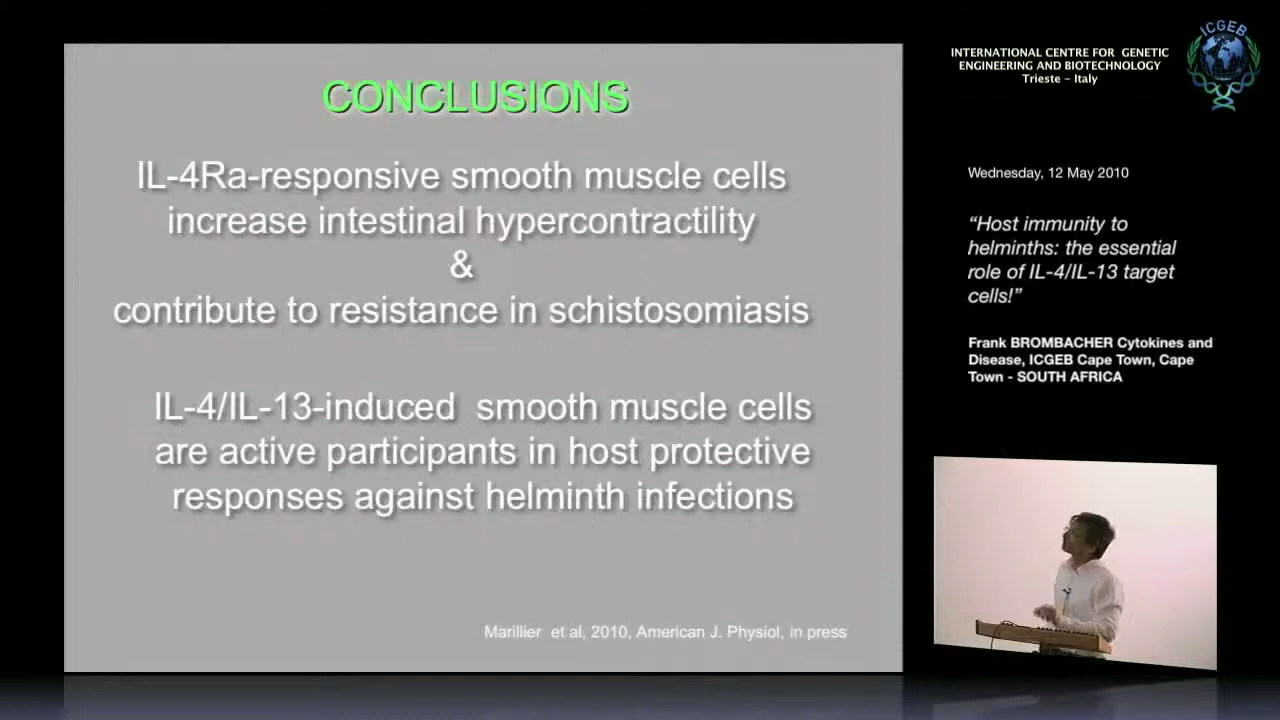 CONCLUSIONS
IL-4Ra-responsive smooth muscle cells
increase intestinal hypercontractility
&
contribute to resistance in schistosomiasis
IL-4/IL-13-induced smooth muscle cells
are active participants in host protective
responses against helminth infections
Marillier et al, 2010, American J. Physiol, in press
INTERNATIONAL CENTRE FOR GENETIC
ENGINEERING AND BIOTECHNOLOGY
Trieste - Italy
ICGEB
Wednesday, 12 May 2010
“Host immunity to
helminths: the essential
role of IL-4/IL-13 target
cells!”
Frank BROMBACHER Cytokines and
Disease, ICGEB Cape Town, Cape
Town - SOUTH AFRICA